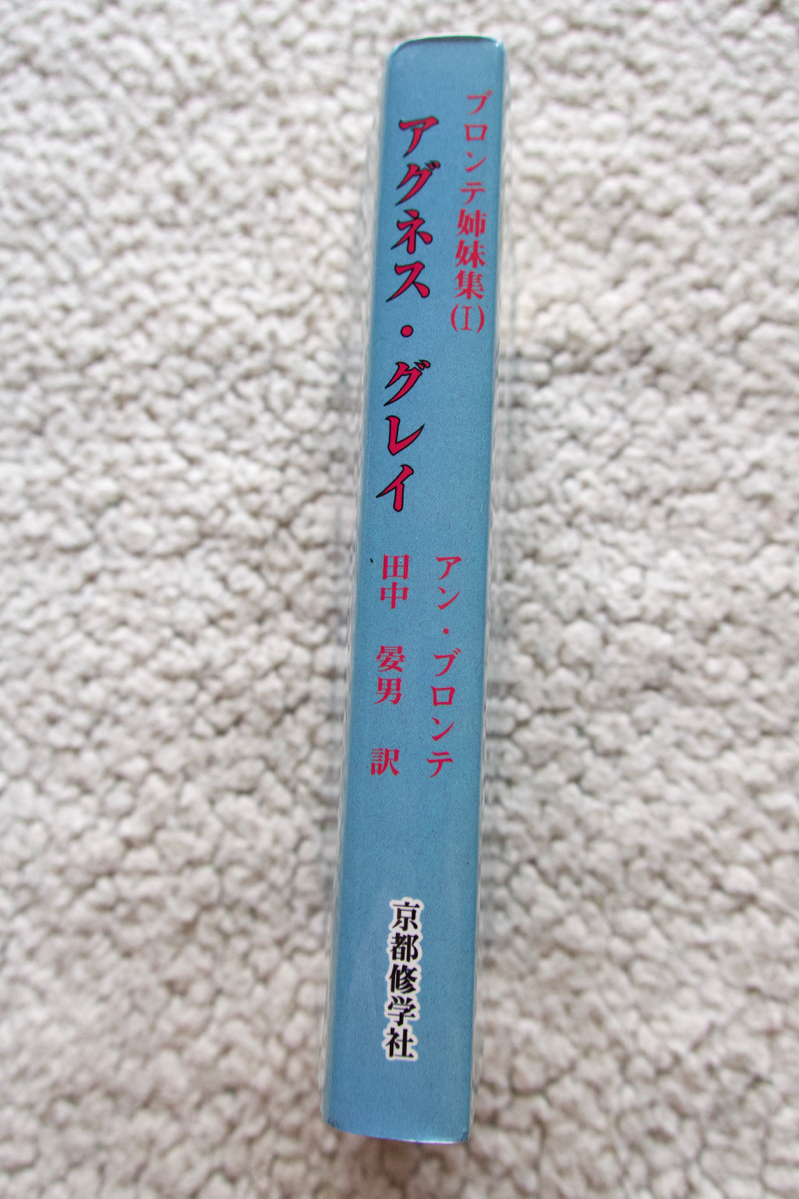 ブロンテ姉妹集(I)
アグネス・グレイ
アン・ブロンテ
田中 晏男 訳
京都修学社